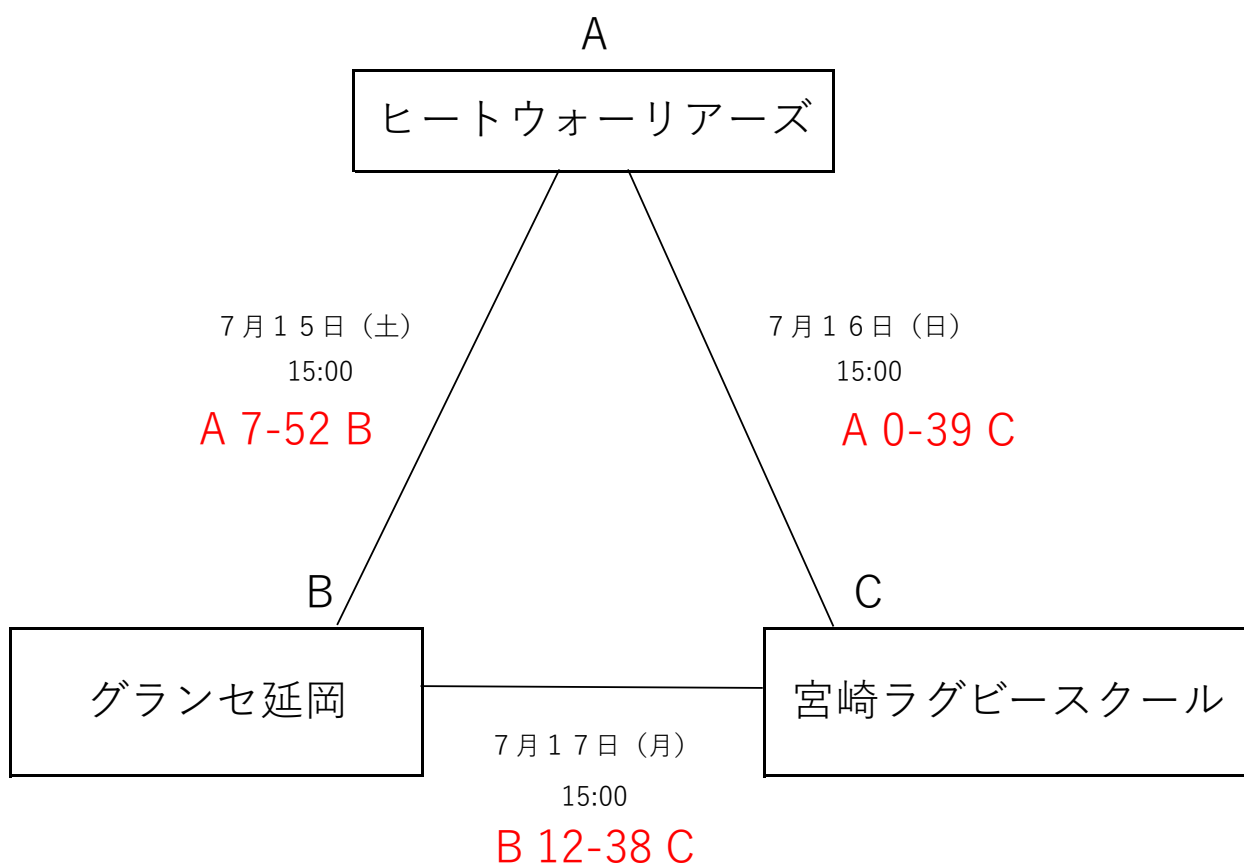 A
ヒートウォーリアーズ
７月１５日（土）
15:00
A 7-52 B
７月１６日（日）
15:00
A 0-39 C
B
グランセ延岡
C
宮崎ラグビースクール
７月１７日（月）
15:00
B 12-38 C